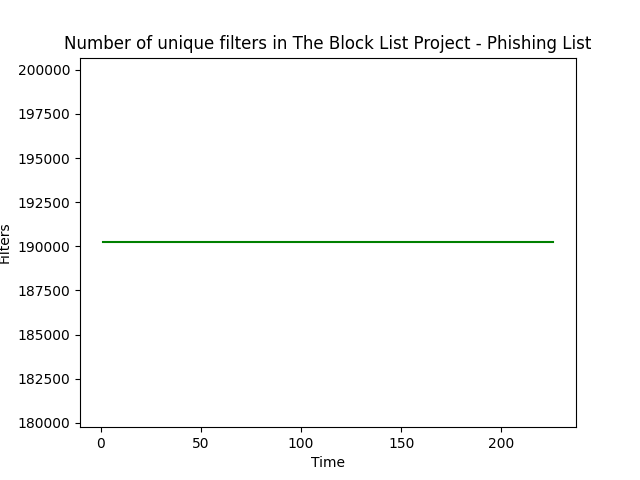 Number of unique filters in The Block List Project - Phishing List
200000
197500
195000
192500
190000
187500
185000
182500
180000
Filters
0 50 100 150 200
Time